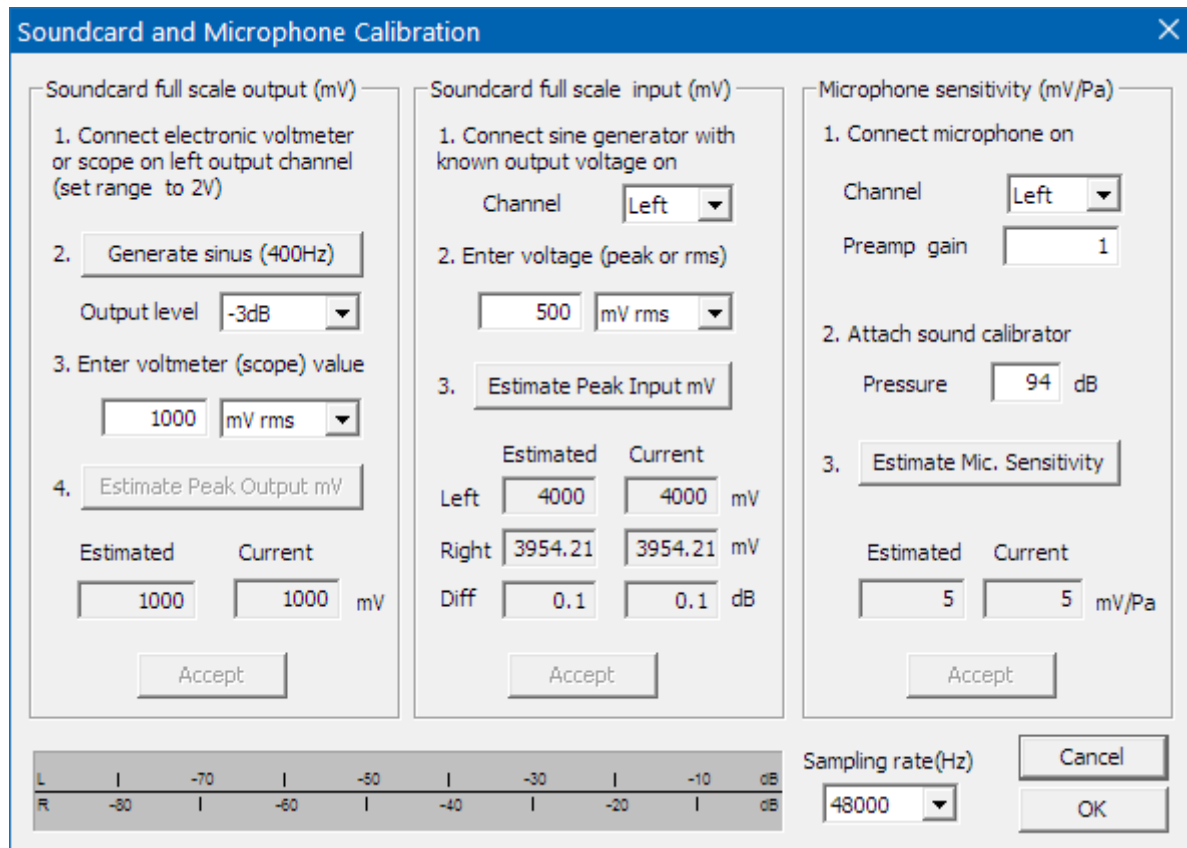 Soundcard and Microphone Calibration
Soundcard full scale output (mV)
1. Connect electronic voltmeter
or scope on left output channel
(set range to 2V)
2. Generate sinus (400Hz)
Output level -3dB
3. Enter voltmeter (scope) value
1000 mV rms
4. Estimate Peak Output mV
Estimated Current
1000 1000 mV
Accept
Soundcard full scale input (mV)
1. Connect sine generator with
known output voltage on
Channel Left
2. Enter voltage (peak or rms)
500 mV rms
3. Estimate Peak Input mV
Estimated Current
Left 4000 4000 mV
Right 3954.21 3954.21 mV
Diff 0.1 0.1 dB
Accept
Microphone sensitivity (mV/Pa)
1. Connect microphone on
Channel Left
Preamp gain 1
2. Attach sound calibrator
Pressure 94 dB
3. Estimate Mic. Sensitivity
Estimated Current
5 5 mV/Pa
Accept
L -70 -50 -30 -10 dB
R -80 -60 -40 -20 dB
Sampling rate(Hz)
48000
Cancel
OK